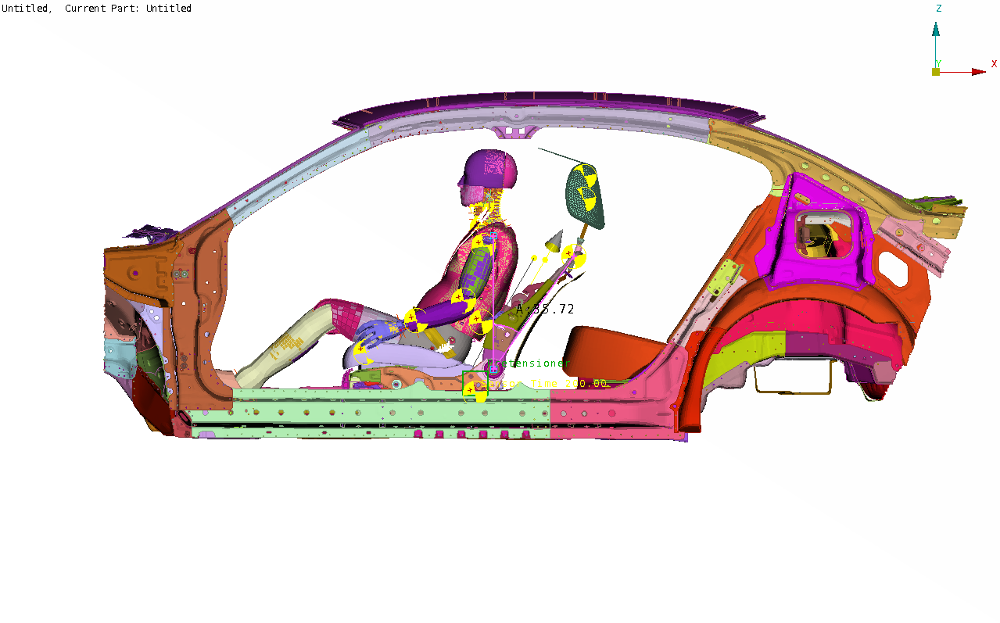 Untitled,  Current Part: Untitled
Z
Y
X
A:35.72
Pretensioner
Sensor Time 200.00